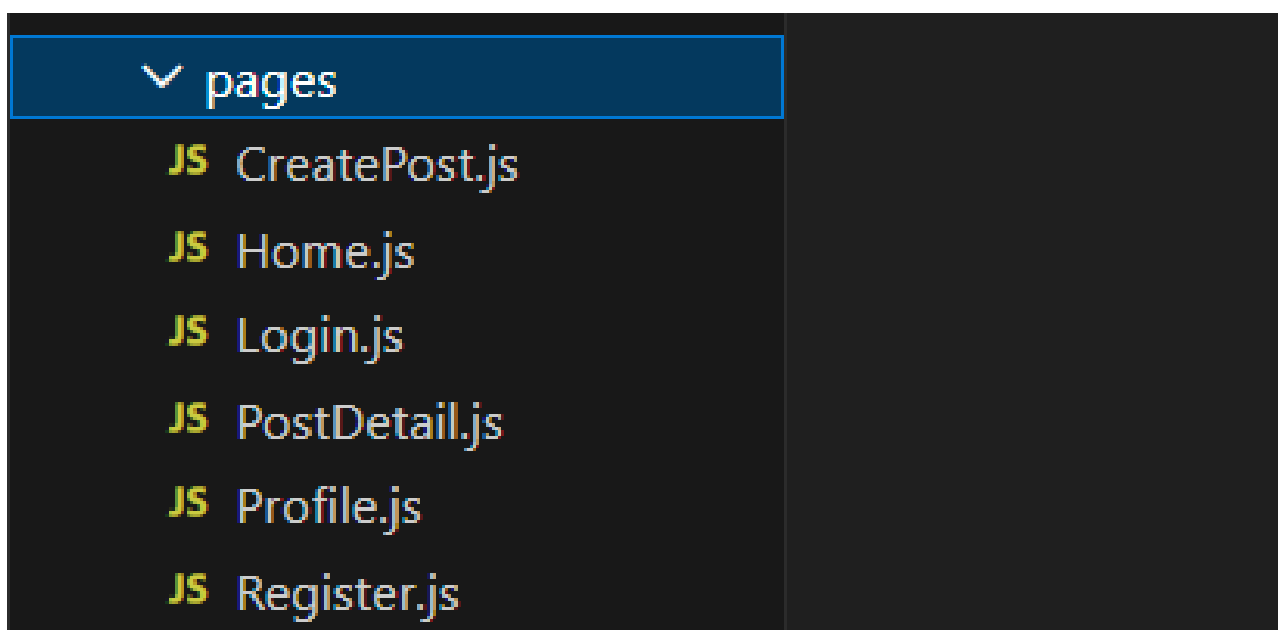 pages
JS CreatePost.js
JS Home.js
JS Login.js
JS PostDetail.js
JS Profile.js
JS Register.js